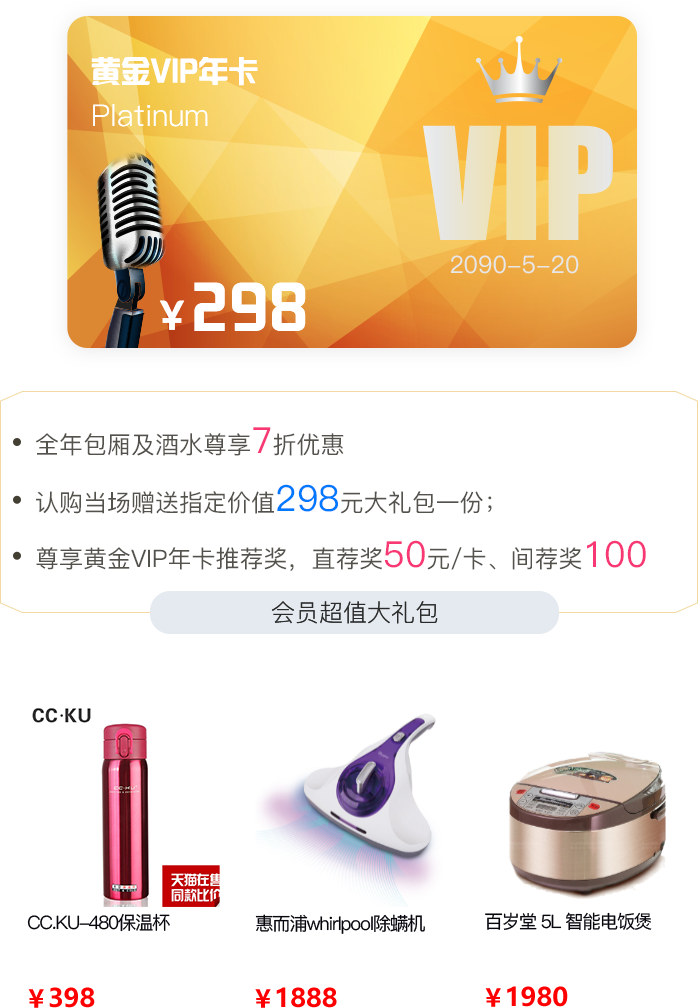 黄金VIP年卡
Platinum
VIP
2090-5-20
¥298
• 全年包厢及酒水尊享7折优惠
• 认购当场赠送指定价值298元大礼包一份；
• 尊享黄金VIP年卡推荐奖，直荐奖50元/卡、间荐奖100
会员超值大礼包
CC·KU
CC·KU
天猫在售
同款比价
CC.KU-480保温杯
惠而浦whirlpool除螨机
百岁堂 5L 智能电饭煲
¥398
¥1888
¥1980